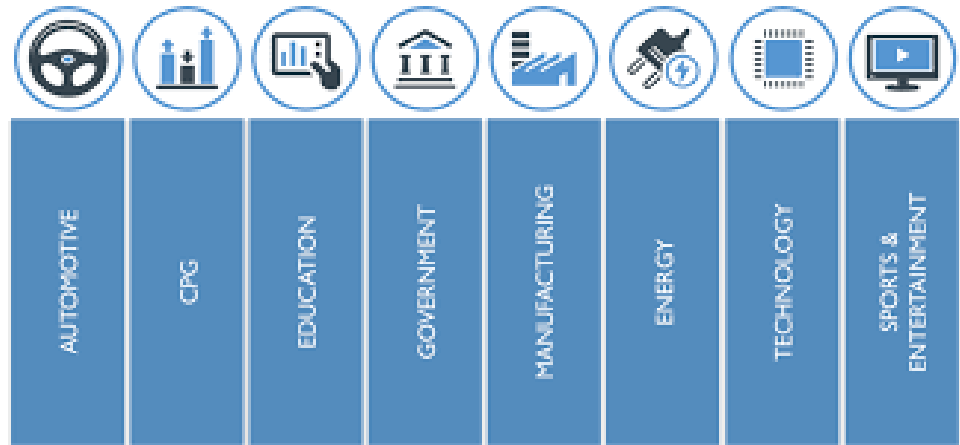 AUTOMOTIVE
CPG
EDUCATION
GOVERNMENT
MANUFACTURING
ENERGY
TECHNOLOGY
SPORTS &
ENTERTAINMENT